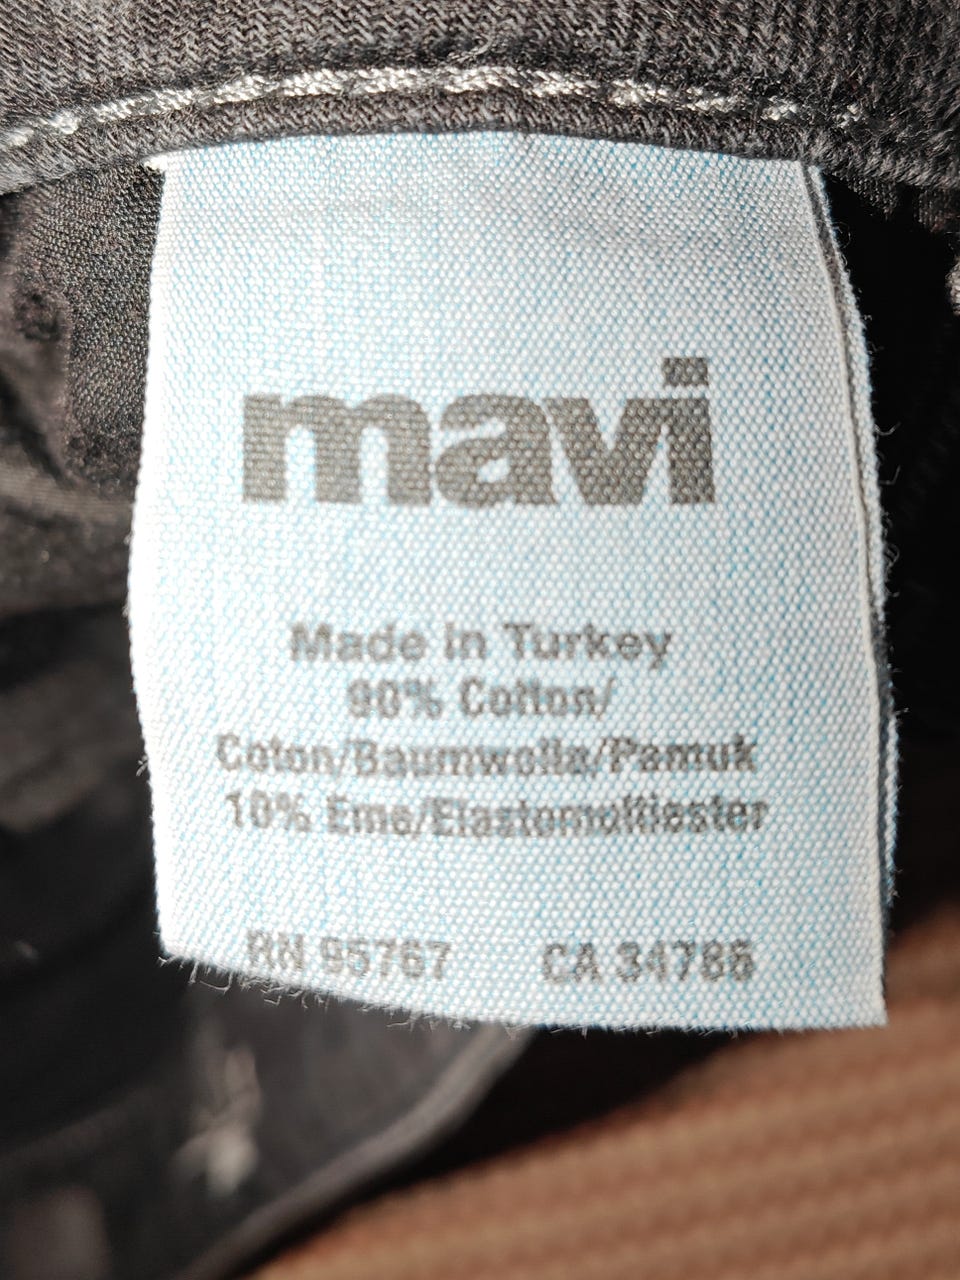 mavi
Made in Turkey
90% Cotton/
Coton/Baumwolle/Pamuk
10% Eme/Elastomultiester
RN 95767 CA 34786